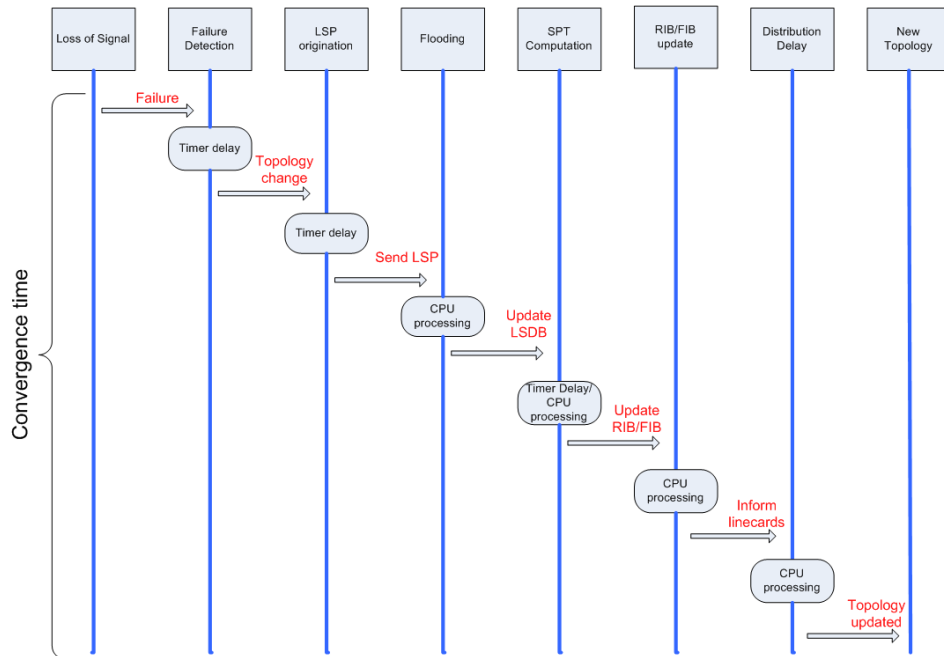 Loss of Signal
Failure
Detection
LSP
origination
Flooding
SPT
Computation
RIB/FIB
update
Distribution
Delay
New
Topology
Convergence time
Failure
Timer delay
Topology
change
Timer delay
Send LSP
CPU
processing
Update
LSDB
Timer Delay/
CPU
processing
Update
RIB/FIB
CPU
processing
Inform
linecards
CPU
processing
Topology
updated